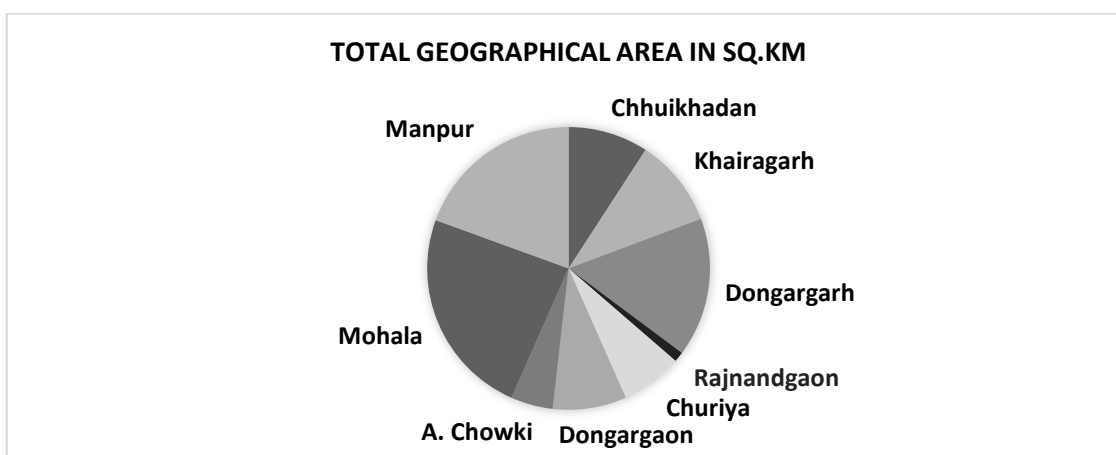 TOTAL GEOGRAPHICAL AREA IN SQ.KM
Chhuikhadan
Khairagarh
Dongargarh
Rajnandgaon
Churiya
Dongargaon
A. Chowki
Mohala
Manpur